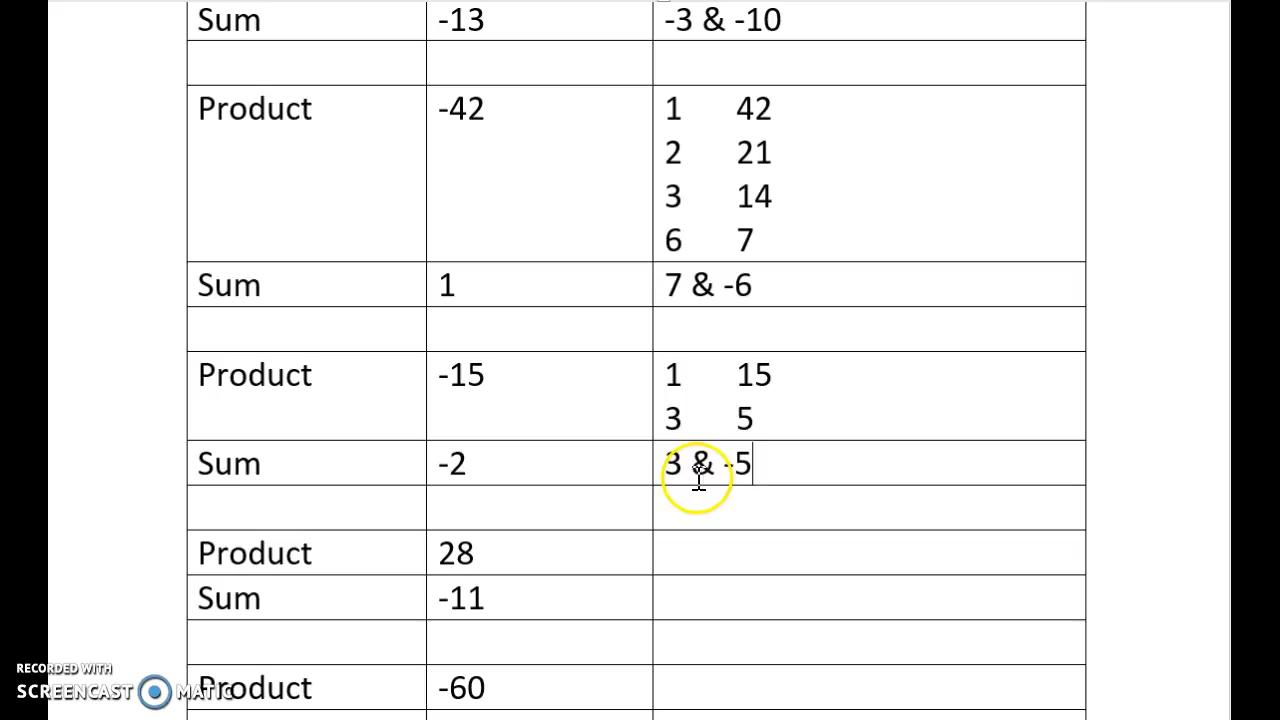 Sum -13 -3 & -10
Product -42 1 42
2 21
3 14
6 7
Sum 1 7 & -6
Product -15 1 15
3 5
Sum -2 3 & -5
Product 28
Sum -11
Product -60
RECORDED WITH
SCREENCAST MATIC